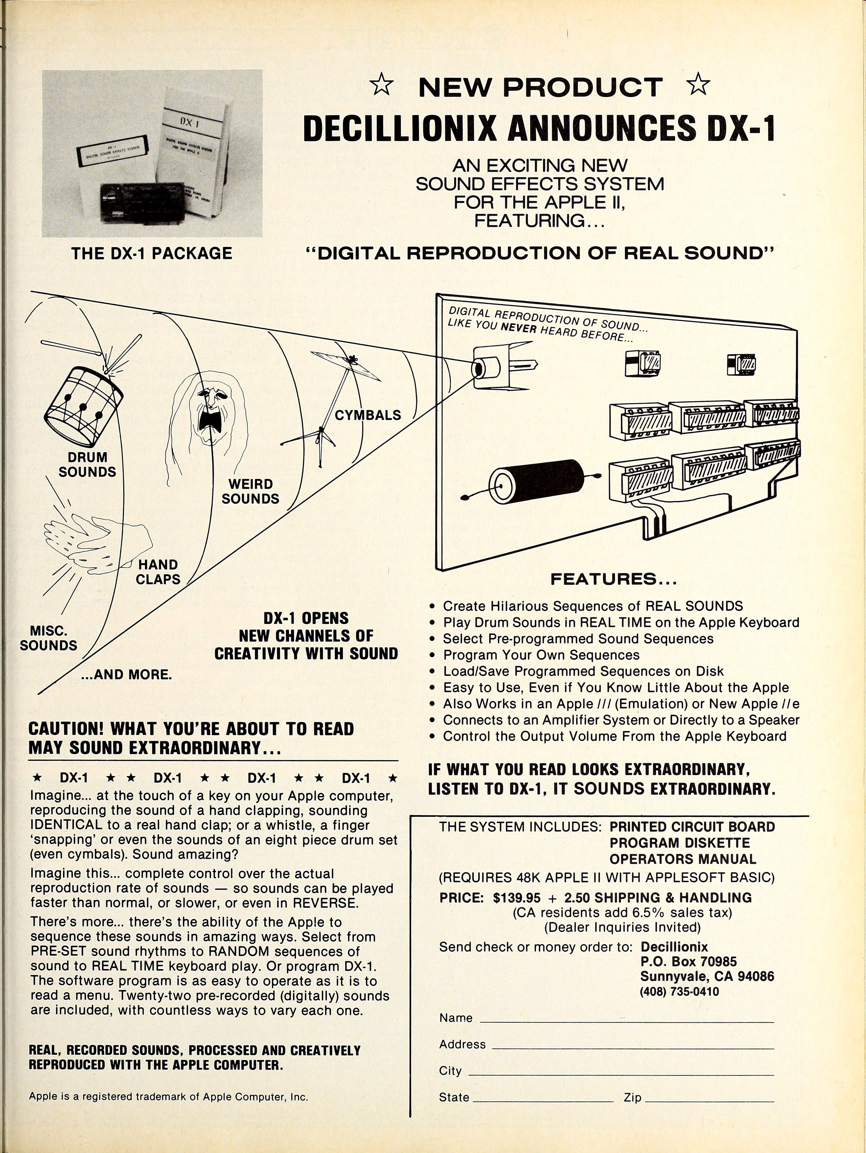 ☆ NEW PRODUCT ☆
DECILLIONIX ANNOUNCES DX-1
AN EXCITING NEW
SOUND EFFECTS SYSTEM
FOR THE APPLE II,
FEATURING...
"DIGITAL REPRODUCTION OF REAL SOUND"
DX-1
THE DX-1 PACKAGE
DIGITAL REPRODUCTION OF SOUND...
LIKE YOU NEVER HEARD BEFORE...
DRUM
SOUNDS
WEIRD
SOUNDS
CYMBALS
HAND
CLAPS
MISC.
SOUNDS
...AND MORE.
DX-1 OPENS
NEW CHANNELS OF
CREATIVITY WITH SOUND
CAUTION! WHAT YOU'RE ABOUT TO READ
MAY SOUND EXTRAORDINARY...
★ DX-1 ★ ★ DX-1 ★ ★ DX-1 ★ ★ DX-1 ★
Imagine... at the touch of a key on your Apple computer,
reproducing the sound of a hand clapping, sounding
IDENTICAL to a real hand clap; or a whistle, a finger
'snapping' or even the sounds of an eight piece drum set
(even cymbals). Sound amazing?
Imagine this... complete control over the actual
reproduction rate of sounds — so sounds can be played
faster than normal, or slower, or even in REVERSE.
There's more... there's the ability of the Apple to
sequence these sounds in amazing ways. Select from
PRE-SET sound rhythms to RANDOM sequences of
sound to REAL TIME keyboard play. Or program DX-1.
The software program is as easy to operate as it is to
read a menu. Twenty-two pre-recorded (digitally) sounds
are included, with countless ways to vary each one.
REAL, RECORDED SOUNDS, PROCESSED AND CREATIVELY
REPRODUCED WITH THE APPLE COMPUTER.
Apple is a registered trademark of Apple Computer, Inc.
FEATURES...
• Create Hilarious Sequences of REAL SOUNDS
• Play Drum Sounds in REAL TIME on the Apple Keyboard
• Select Pre-programmed Sound Sequences
• Program Your Own Sequences
• Load/Save Programmed Sequences on Disk
• Easy to Use, Even if You Know Little About the Apple
• Also Works in an Apple /// (Emulation) or New Apple //e
• Connects to an Amplifier System or Directly to a Speaker
• Control the Output Volume From the Apple Keyboard
IF WHAT YOU READ LOOKS EXTRAORDINARY,
LISTEN TO DX-1, IT SOUNDS EXTRAORDINARY.
THE SYSTEM INCLUDES: PRINTED CIRCUIT BOARD
PROGRAM DISKETTE
OPERATORS MANUAL
(REQUIRES 48K APPLE II WITH APPLESOFT BASIC)
PRICE: $139.95 + 2.50 SHIPPING & HANDLING
(CA residents add 6.5% sales tax)
(Dealer Inquiries Invited)
Send check or money order to: Decillionix
P.O. Box 70985
Sunnyvale, CA 94086
(408) 735-0410
Name
Address
City
State Zip